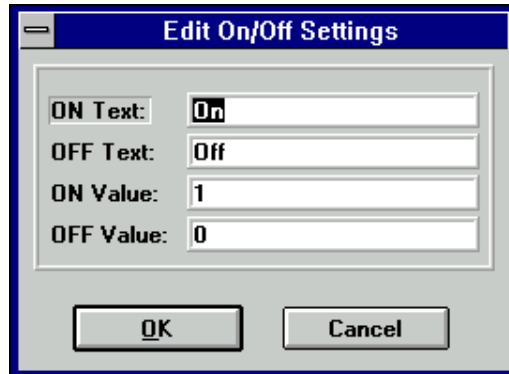 Edit On/Off Settings
ON Text: On
OFF Text: Off
ON Value: 1
OFF Value: 0
OK Cancel